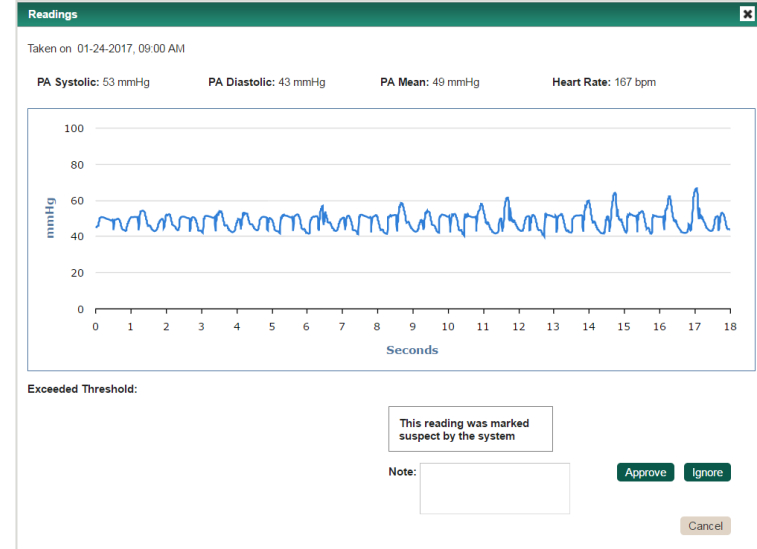 Readings
Taken on 01-24-2017, 09:00 AM
PA Systolic: 53 mmHg PA Diastolic: 43 mmHg PA Mean: 49 mmHg Heart Rate: 167 bpm
100
80
60
40
20
0
mmHg
0 1 2 3 4 5 6 7 8 9 10 11 12 13 14 15 16 17 18
Seconds
Exceeded Threshold:
This reading was marked
suspect by the system
Note:
Approve Ignore
Cancel